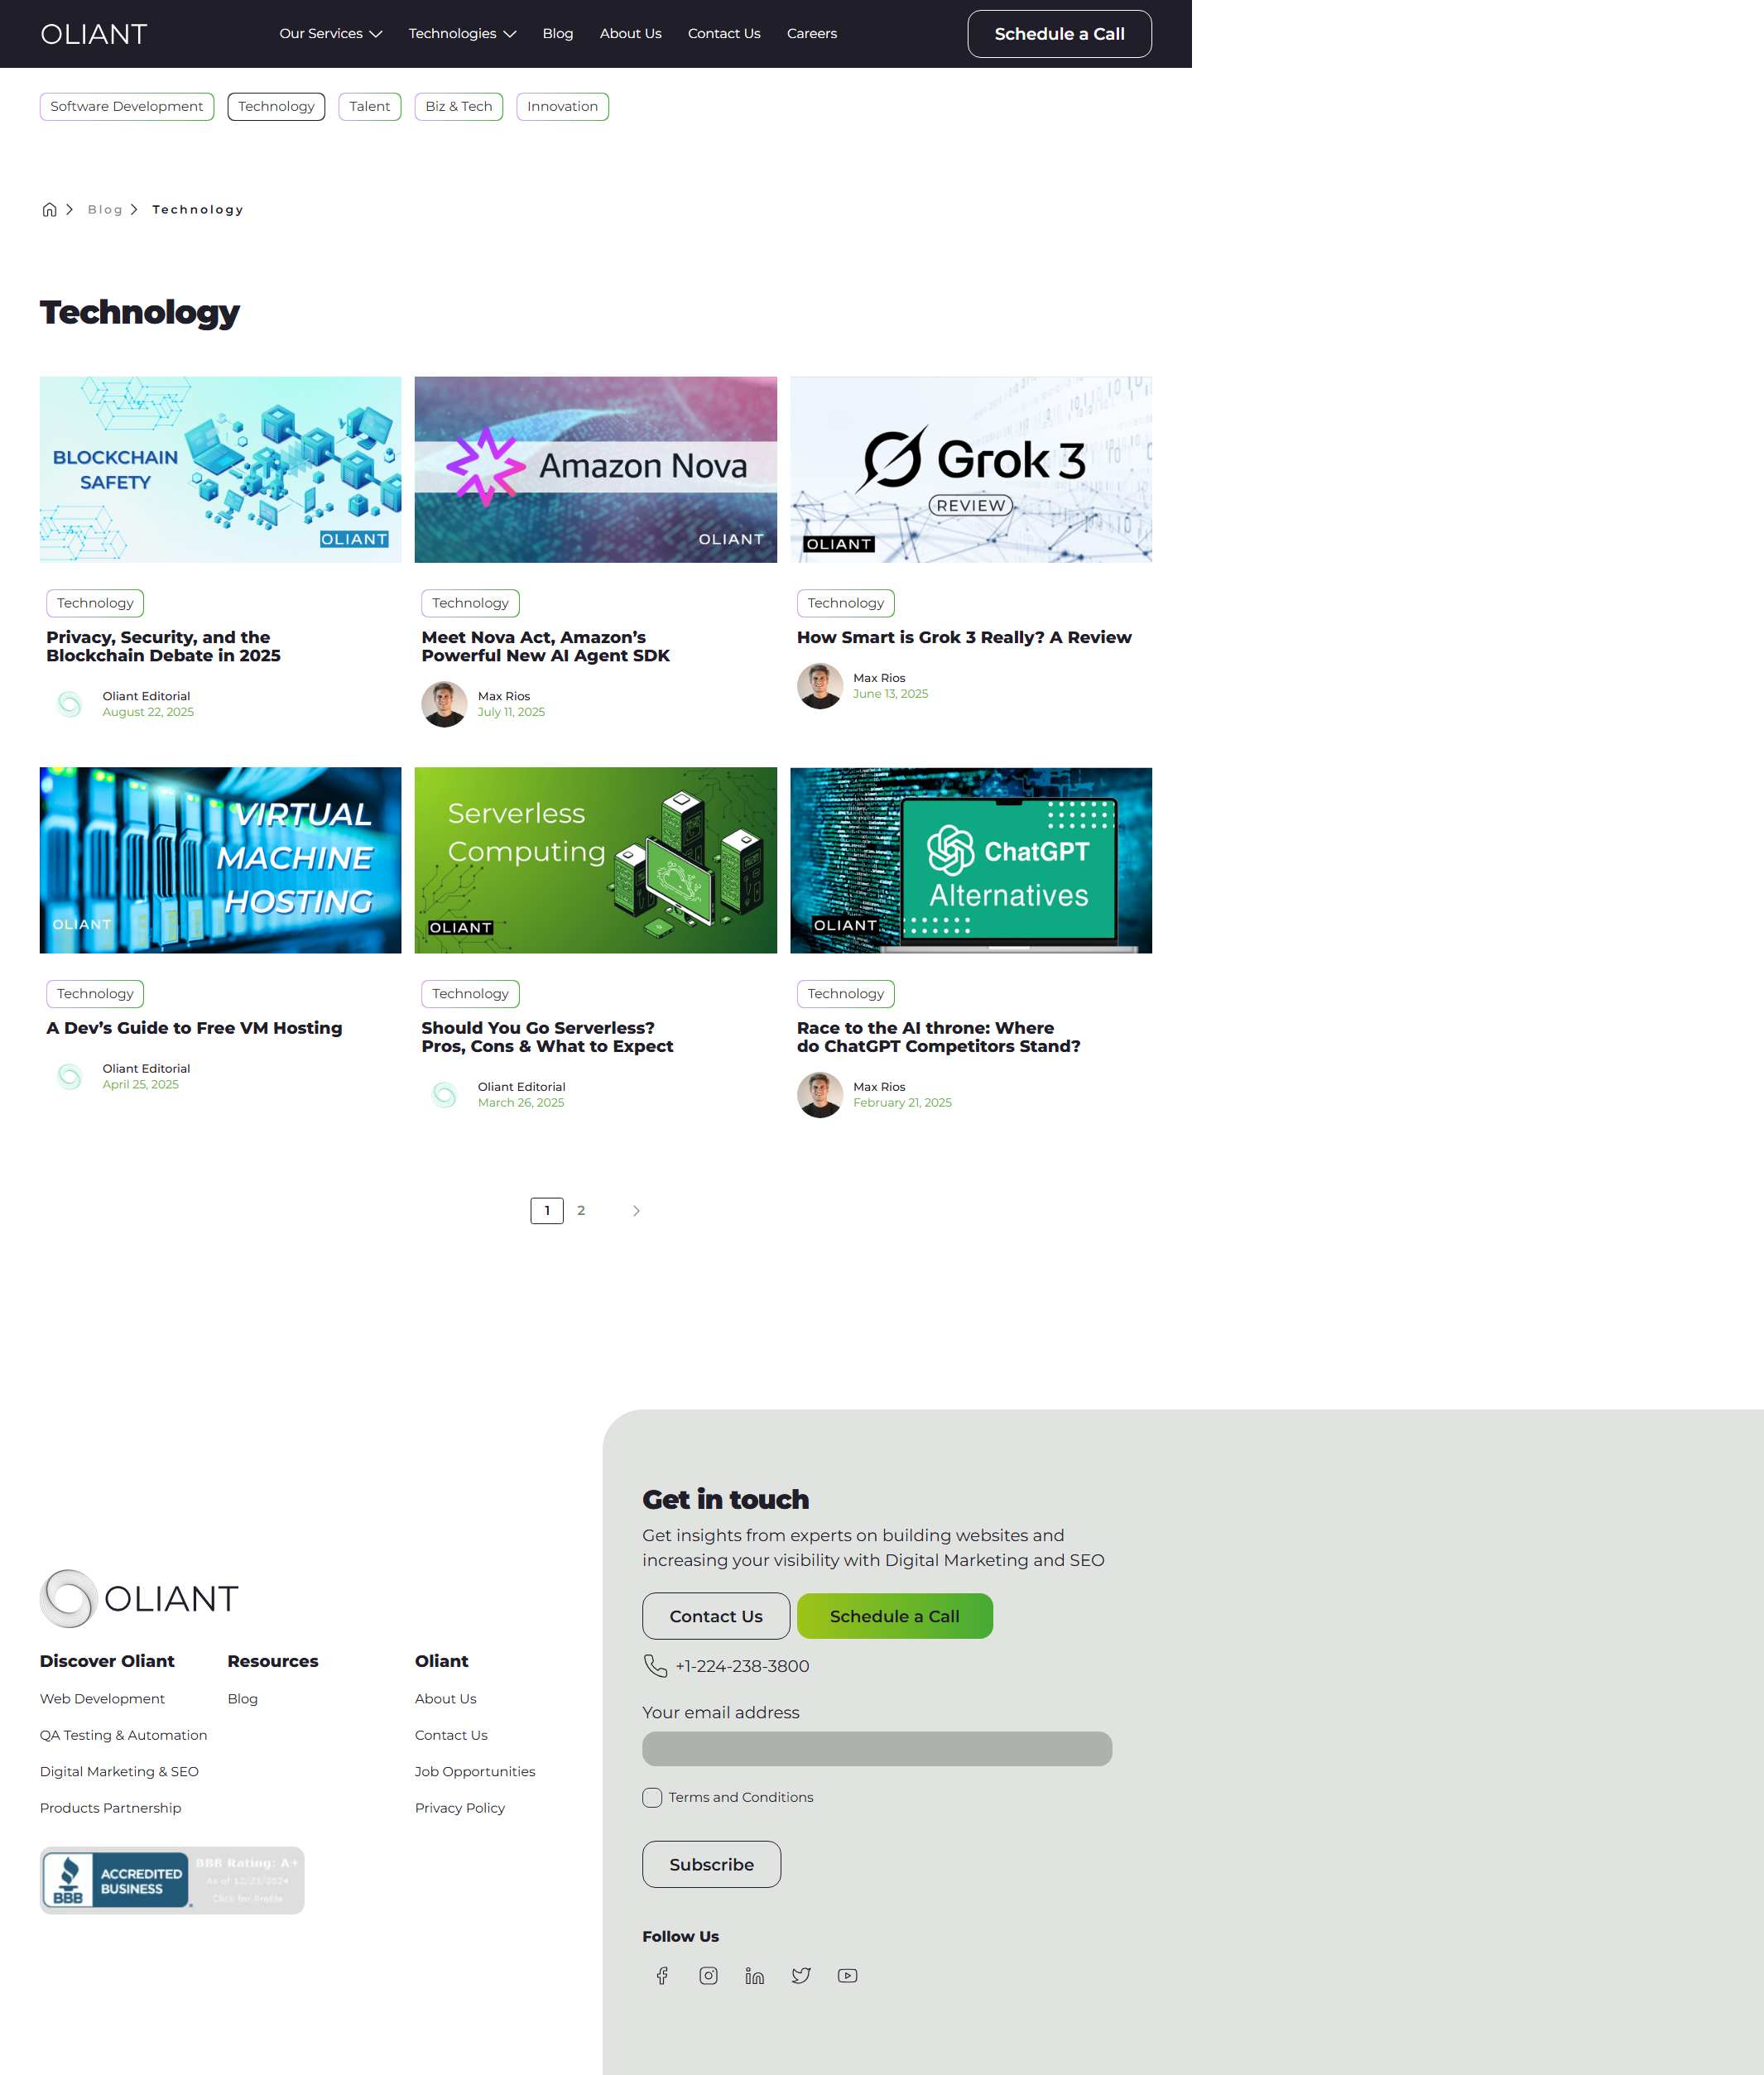 OLIANT
Our Services
Technologies
Blog
About Us
Contact Us
Careers
Schedule a Call
Software Development
Technology
Talent
Biz & Tech
Innovation
Blog
Technology
Technology
BLOCKCHAIN
SAFETY
OLIANT
Technology
Privacy, Security, and the
Blockchain Debate in 2025
Oliant Editorial
August 22, 2025
Amazon Nova
OLIANT
Technology
Meet Nova Act, Amazon’s
Powerful New AI Agent SDK
Max Rios
July 11, 2025
Grok 3
REVIEW
OLIANT
Technology
How Smart is Grok 3 Really? A Review
Max Rios
June 13, 2025
VIRTUAL
MACHINE
HOSTING
OLIANT
Technology
A Dev’s Guide to Free VM Hosting
Oliant Editorial
April 25, 2025
Serverless
Computing
OLIANT
Technology
Should You Go Serverless?
Pros, Cons & What to Expect
Oliant Editorial
March 26, 2025
ChatGPT
Alternatives
OLIANT
Technology
Race to the AI throne: Where
do ChatGPT Competitors Stand?
Max Rios
February 21, 2025
1
2
OLIANT
Discover Oliant
Web Development
QA Testing & Automation
Digital Marketing & SEO
Products Partnership
Resources
Blog
Oliant
About Us
Contact Us
Job Opportunities
Privacy Policy
BBB
ACCREDITED
BUSINESS
BBB Rating: A+
Click for Profile
Get in touch
Get insights from experts on building websites and
increasing your visibility with Digital Marketing and SEO
Contact Us
Schedule a Call
+1-224-238-3800
Your email address
Terms and Conditions
Subscribe
Follow Us